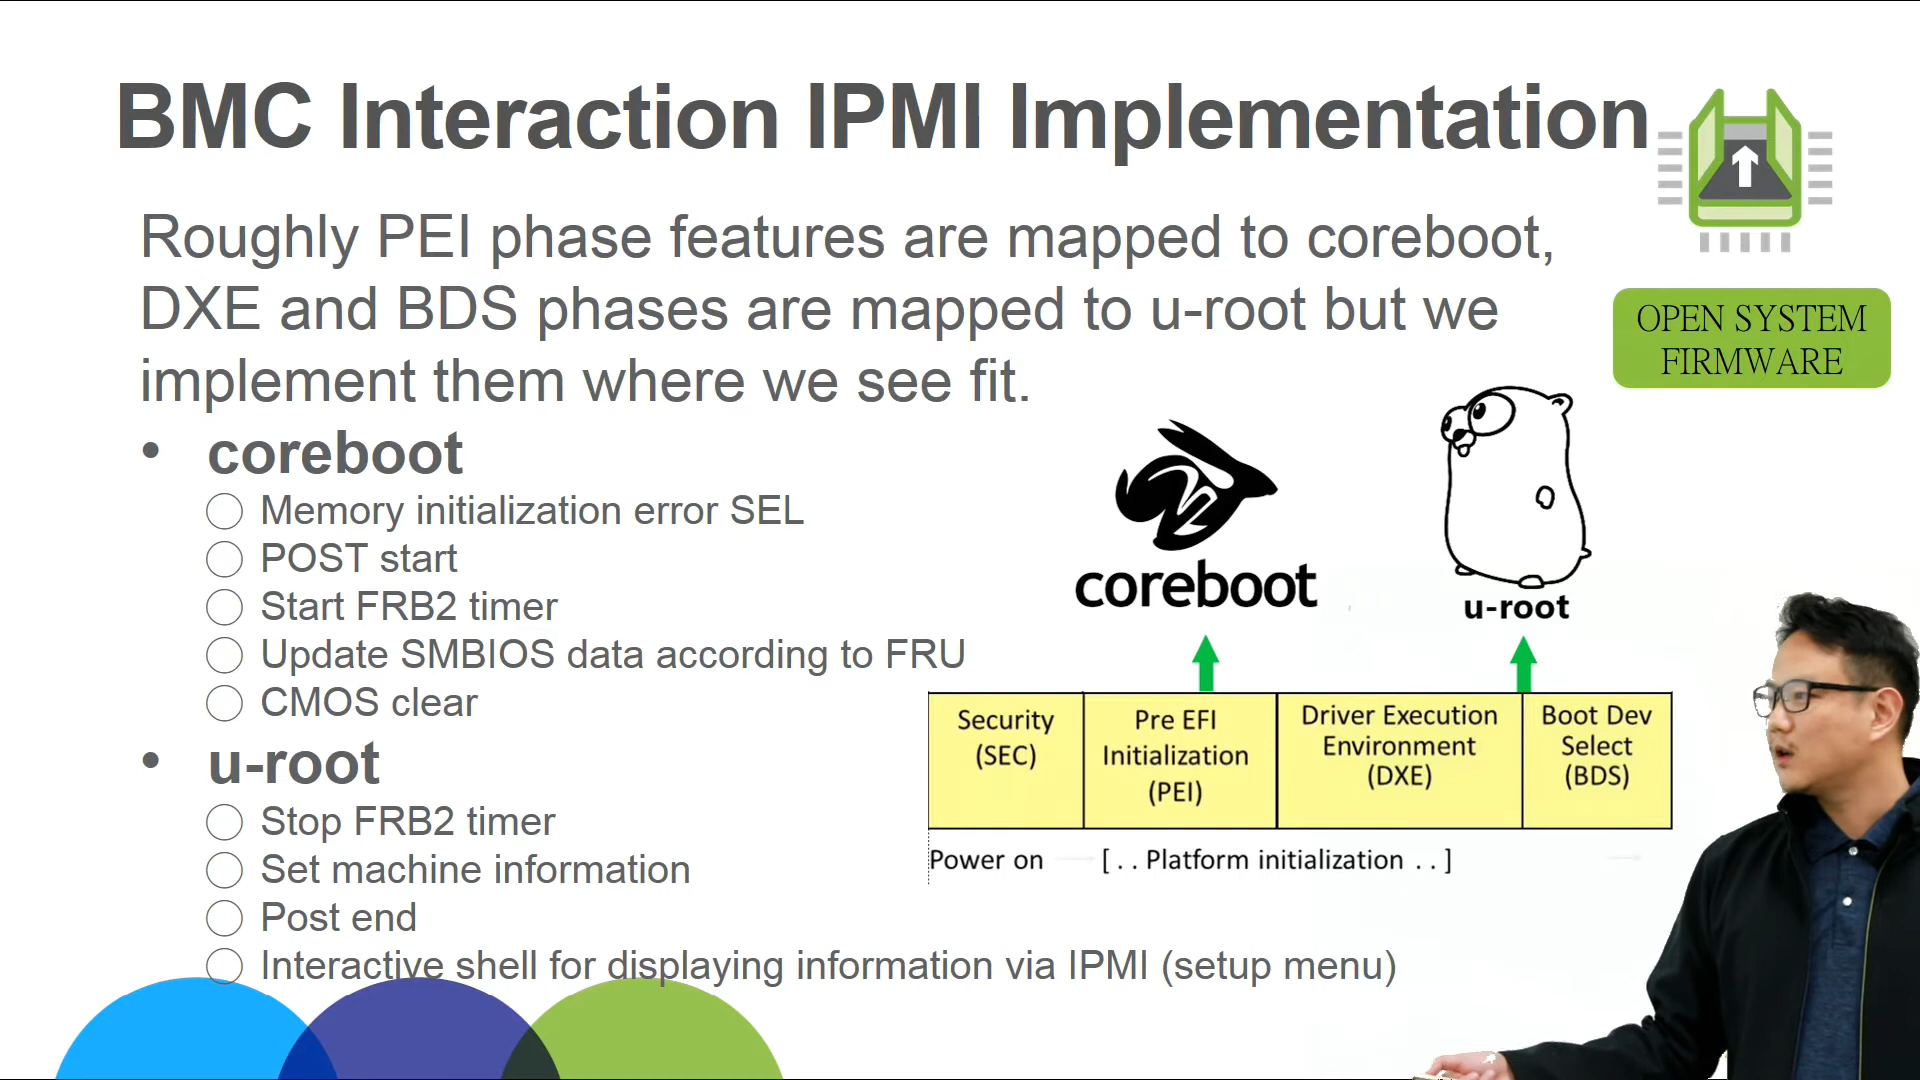 BMC Interaction IPMI Implementation
Roughly PEI phase features are mapped to coreboot,
DXE and BDS phases are mapped to u-root but we
implement them where we see fit.
• coreboot
Memory initialization error SEL
POST start
Start FRB2 timer
Update SMBIOS data according to FRU
CMOS clear
• u-root
Stop FRB2 timer
Set machine information
Post end
Interactive shell for displaying information via IPMI (setup menu)
OPEN SYSTEM
FIRMWARE
coreboot
u-root
Security
(SEC)
Pre EFI
Initialization
(PEI)
Driver Execution
Environment
(DXE)
Boot Dev
Select
(BDS)
Power on
[ . . Platform initialization . . ]